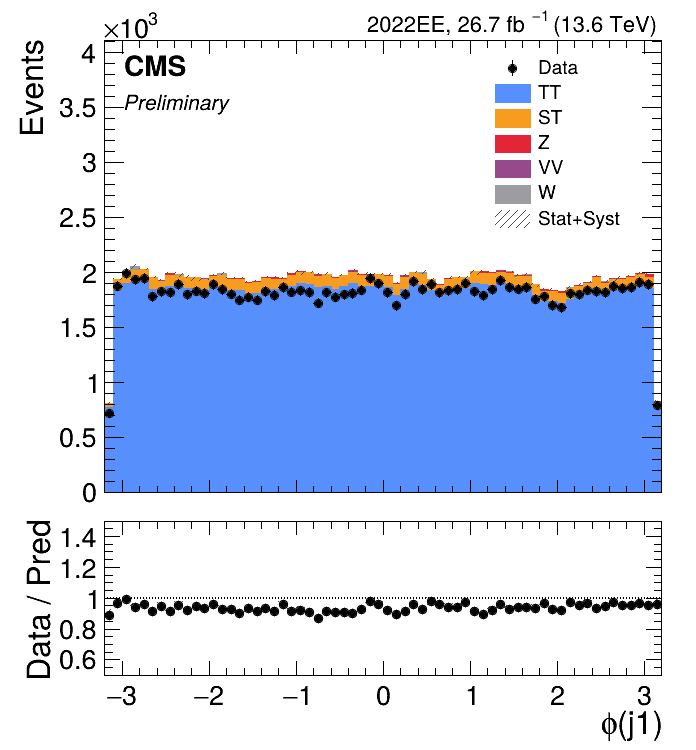 ×10³
2022EE, 26.7 fb⁻¹ (13.6 TeV)
Events
CMS
Preliminary
Data
TT
ST
Z
VV
W
Stat+Syst
4
3.5
3
2.5
2
1.5
1
0.5
0
Data / Pred
1.4
1.2
1
0.8
0.6
−3 −2 −1 0 1 2 3
ϕ(j1)